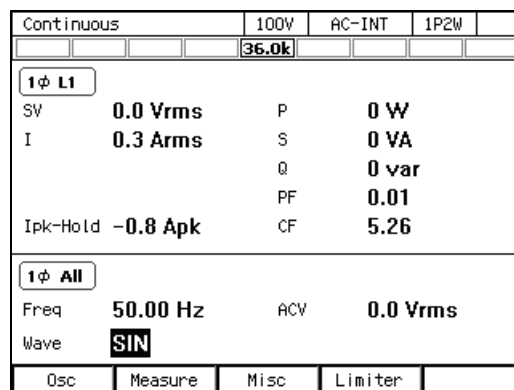 Continuous 100V AC-INT 1P2W
36.0k
1ϕ L1
SV 0.0 Vrms P 0 W
I 0.3 Arms S 0 VA
Q 0 var
PF 0.01
Ipk-Hold -0.8 Apk CF 5.26
1ϕ All
Freq 50.00 Hz ACV 0.0 Vrms
Wave SIN
Osc Measure Misc Limiter